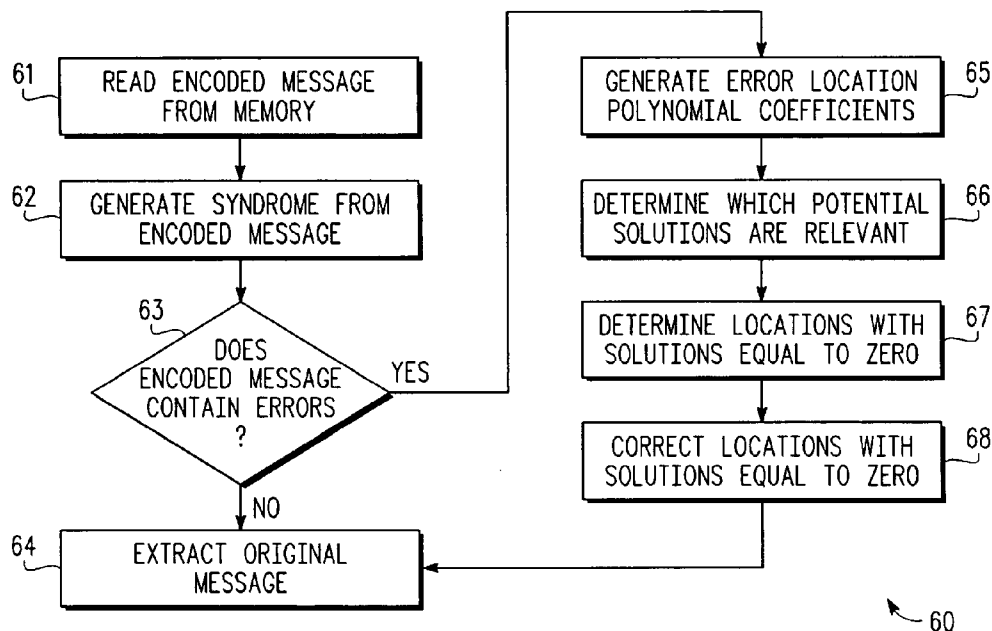 61
READ ENCODED MESSAGE
FROM MEMORY
62
GENERATE SYNDROME FROM
ENCODED MESSAGE
63
DOES
ENCODED MESSAGE
CONTAIN ERRORS
?
YES
NO
64
EXTRACT ORIGINAL
MESSAGE
65
GENERATE ERROR LOCATION
POLYNOMIAL COEFFICIENTS
66
DETERMINE WHICH POTENTIAL
SOLUTIONS ARE RELEVANT
67
DETERMINE LOCATIONS WITH
SOLUTIONS EQUAL TO ZERO
68
CORRECT LOCATIONS WITH
SOLUTIONS EQUAL TO ZERO
60